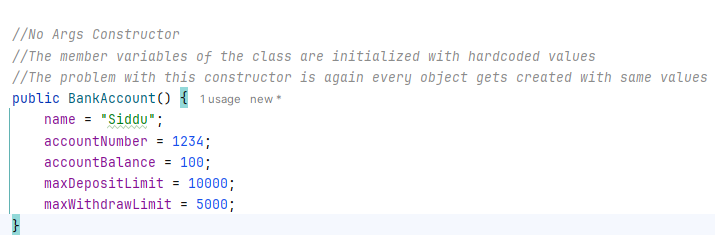 //No Args Constructor
//The member variables of the class are initialized with hardcoded values
//The problem with this constructor is again every object gets created with same values
public BankAccount() { 1 usage new *
name = "Siddu";
accountNumber = 1234;
accountBalance = 100;
maxDepositLimit = 10000;
maxWithdrawLimit = 5000;
}